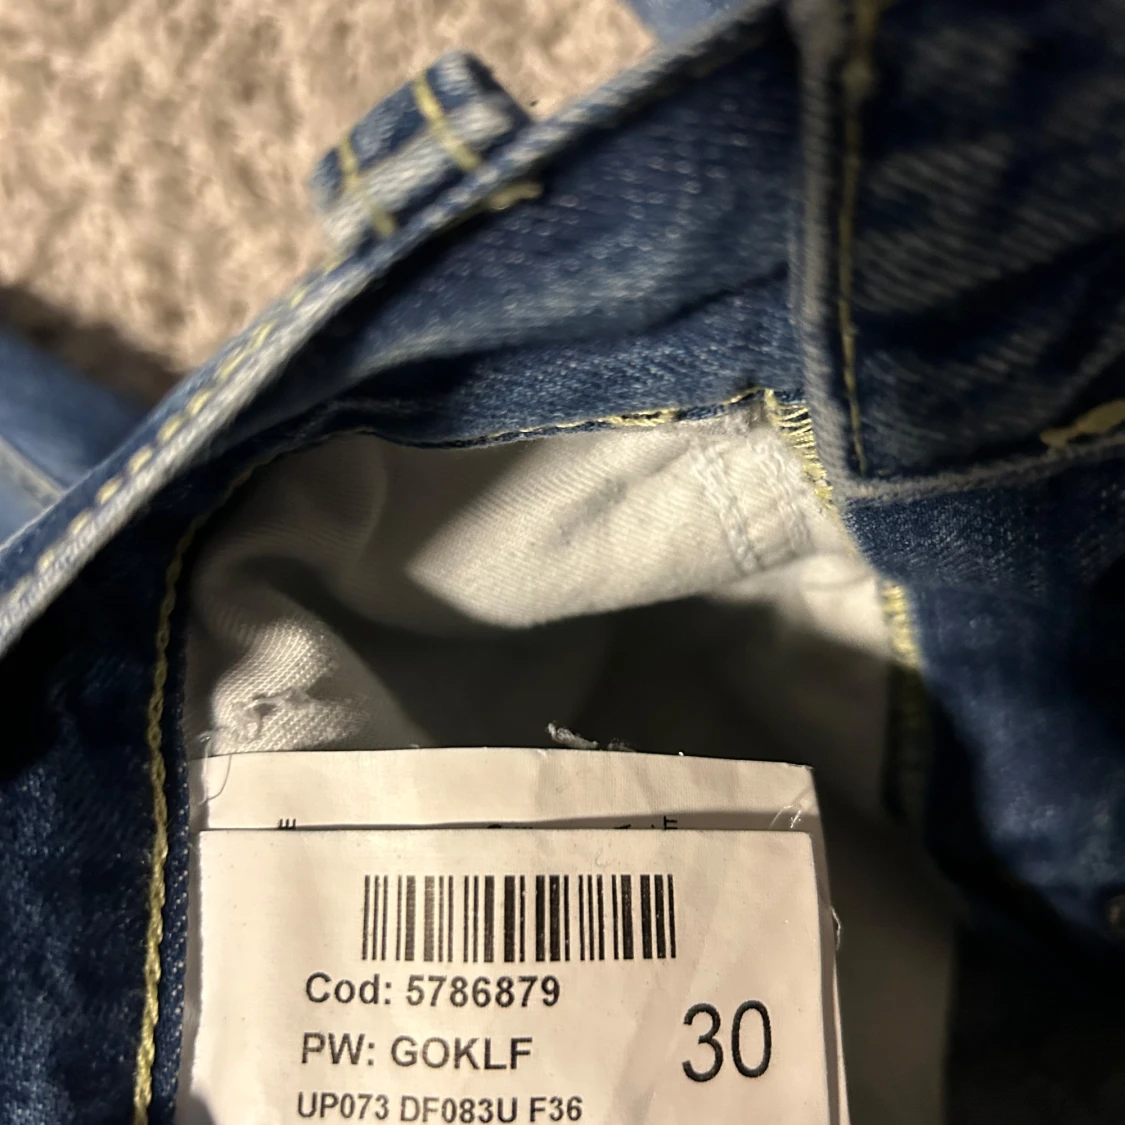 Cod: 5786879
PW: GOKLF
30
UP073 DF083U F36